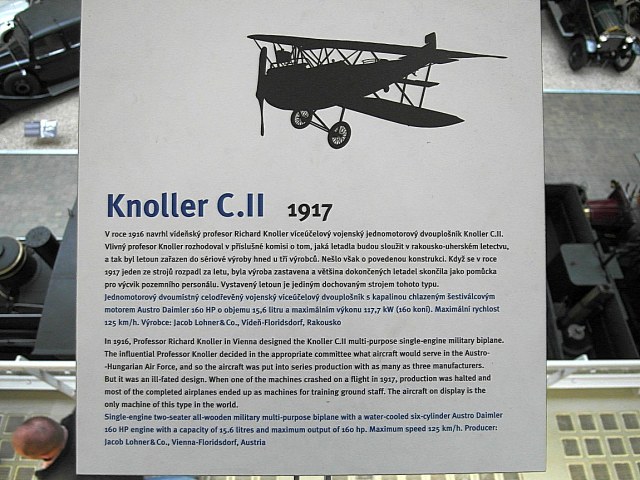 Knoller C.II 1917
V roce 1916 navrhl vídeňský profesor Richard Knoller víceúčelový vojenský jednomotorový dvouplošník Knoller C.II.
Vlivný profesor Knoller rozhodoval v příslušné komisi o tom, jaká letadla budou sloužit v rakousko-uherském letectvu,
a tak byl letoun zařazen do sériové výroby hned u tří výrobců. Nešlo však o povedenou konstrukci. Když se v roce
1917 jeden ze strojů rozpadl za letu, byla výroba zastavena a většina dokončených letadel skončila jako pomůcka
pro výcvik pozemního personálu. Vystavený letoun je jediným dochovaným strojem tohoto typu.
Jednomotorový dvoumístný celodřevěný vojenský víceúčelový dvouplošník s kapalinou chlazeným šestiválcovým
motorem Austro Daimler 160 HP o objemu 15,6 litru a maximálním výkonu 117,7 kW (160 koní). Maximální rychlost
125 km/h. Výrobce: Jacob Lohner & Co., Vídeň-Floridsdorf, Rakousko
In 1916, Professor Richard Knoller in Vienna designed the Knoller C.II multi-purpose single-engine military biplane.
The influential Professor Knoller decided in the appropriate committee what aircraft would serve in the Austro-
-Hungarian Air Force, and so the aircraft was put into series production with as many as three manufacturers.
But it was an ill-fated design. When one of the machines crashed on a flight in 1917, production was halted and
most of the completed airplanes ended up as machines for training ground staff. The aircraft on display is the
only machine of this type in the world.
Single-engine two-seater all-wooden military multi-purpose biplane with a water-cooled six-cylinder Austro Daimler
160 HP engine with a capacity of 15.6 litres and maximum output of 160 hp. Maximum speed 125 km/h. Producer:
Jacob Lohner & Co., Vienna-Floridsdorf, Austria